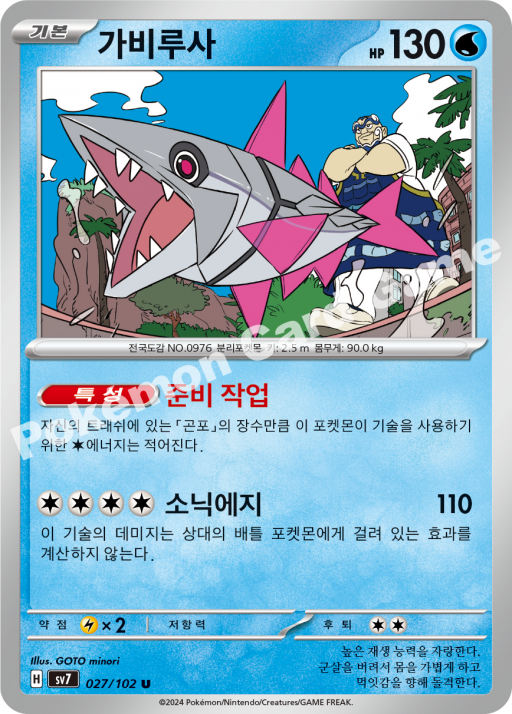 기본 가비루사 HP 130
전국도감 NO.0976 분리포켓몬 키: 2.5 m 몸무게: 90.0 kg
특성 준비 작업
자신의 트래쉬에 있는 「곤포」의 장수만큼 이 포켓몬이 기술을 사용하기
위한 에너지는 적어진다.
소닉에지 110
이 기술의 데미지는 상대의 배틀 포켓몬에게 걸려 있는 효과를
계산하지 않는다.
약점 ×2 저항력 후퇴
Illus. GOTO minori
H sv7 027/102 U
높은 재생 능력을 자랑한다.
군살을 버려서 몸을 가볍게 하고
먹잇감을 향해 돌격한다.
©2024 Pokémon/Nintendo/Creatures/GAME FREAK.
Pokémon Card Game